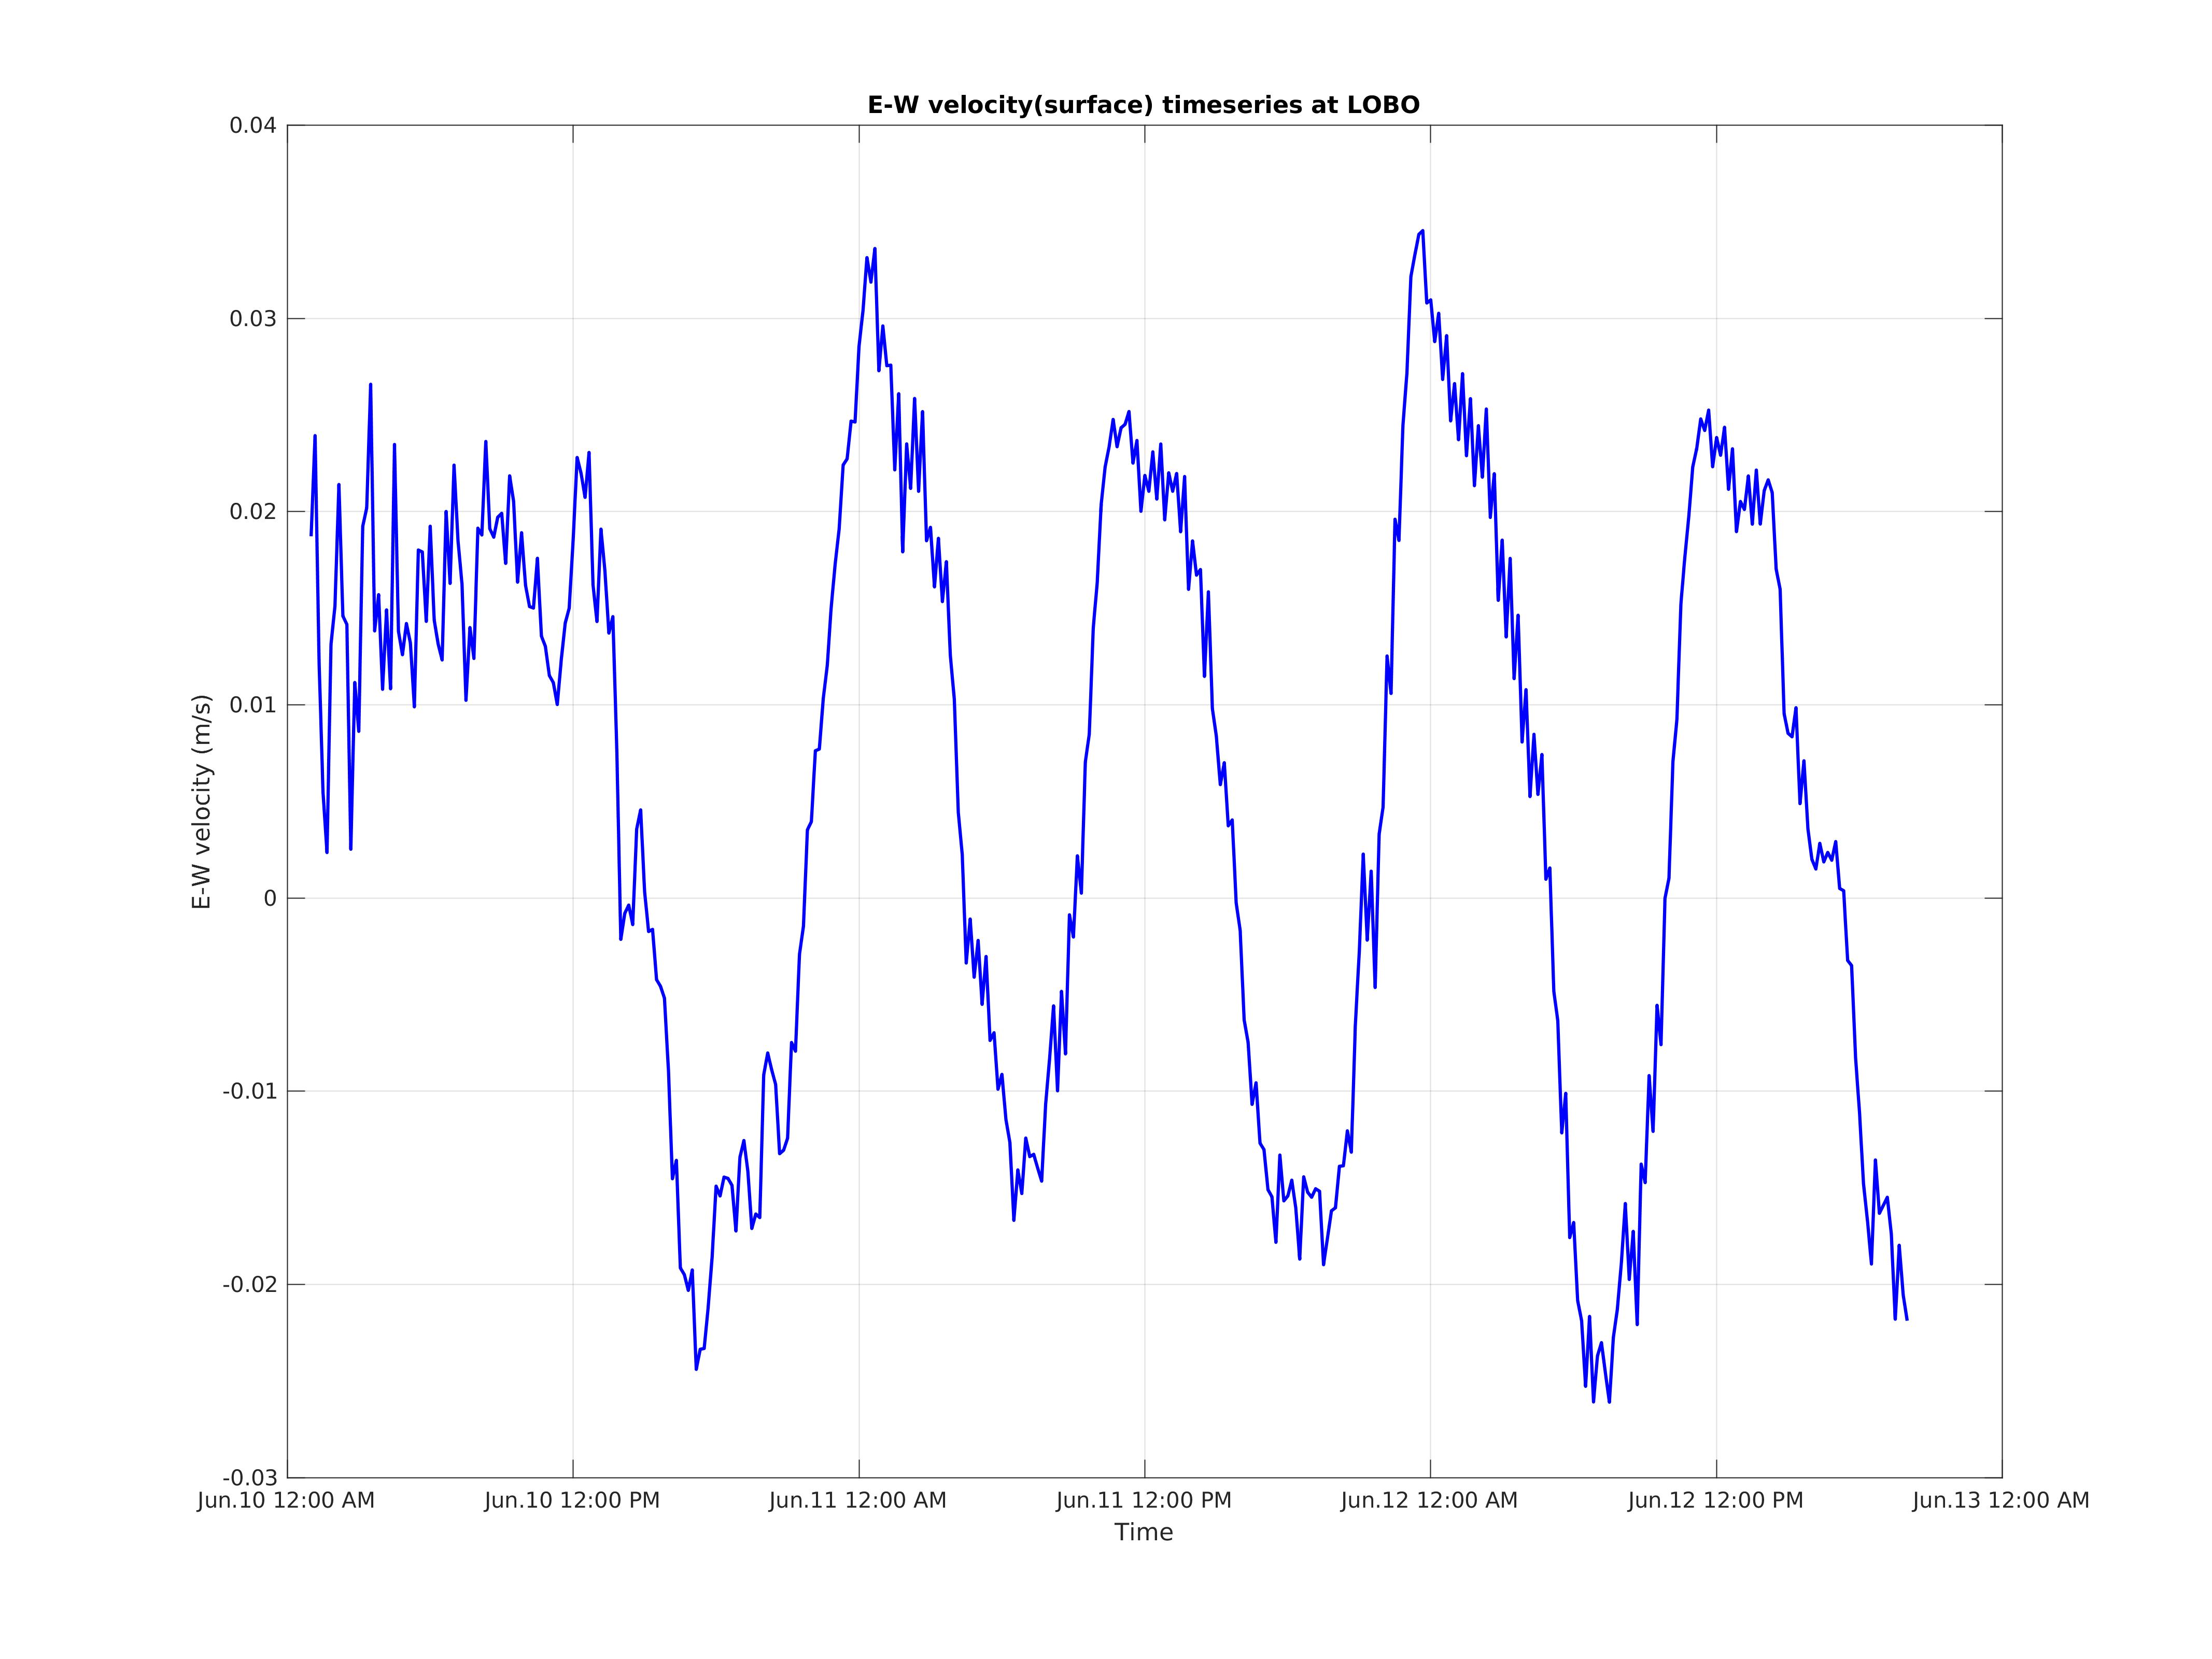 E-W velocity(surface) timeseries at LOBO
0.04
0.03
0.02
0.01
0
-0.01
-0.02
-0.03
E-W velocity (m/s)
Jun.10 12:00 AM Jun.10 12:00 PM Jun.11 12:00 AM Jun.11 12:00 PM Jun.12 12:00 AM Jun.12 12:00 PM Jun.13 12:00 AM
Time